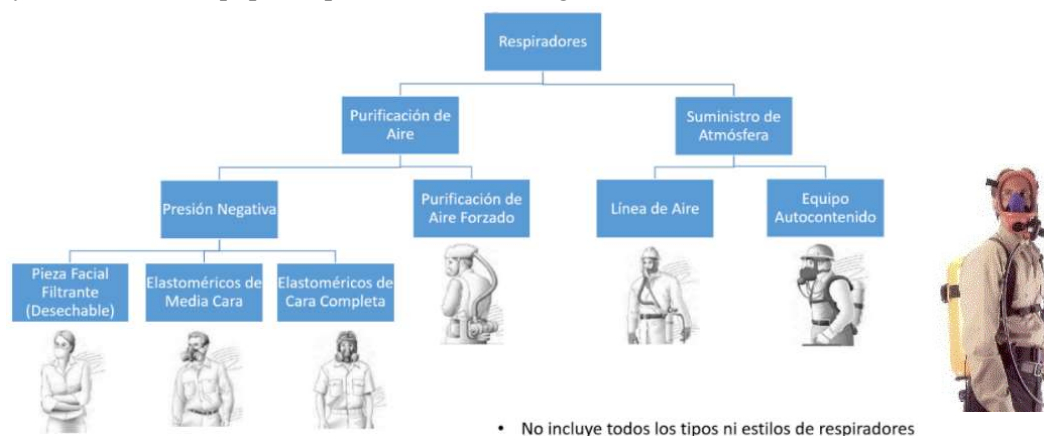 Respiradores
Purificación de
Aire
Suministro de
Atmósfera
Presión Negativa
Purificación de
Aire Forzado
Línea de Aire
Equipo
Autocontenido
Pieza Facial
Filtrante
(Desechable)
Elastoméricos de
Media Cara
Elastoméricos de
Cara Completa
• No incluye todos los tipos ni estilos de respiradores